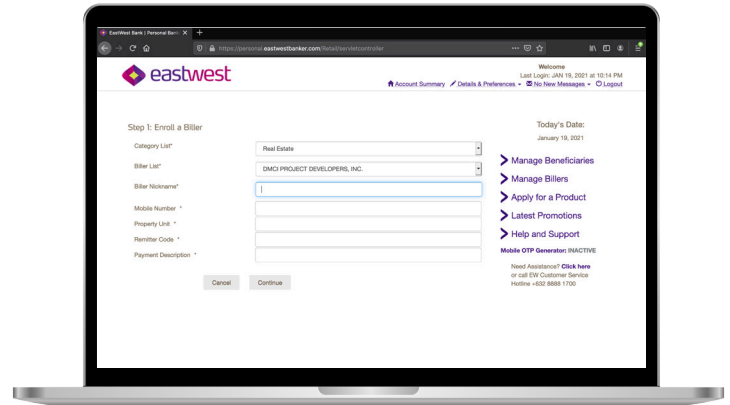 EastWest Bank | Personal Bank
https://personal.eastwestbanker.com/Retail/servletcontroller
eastwest
Welcome
Last Login: JAN 19, 2021 at 10:14 PM
Account Summary Details & Preferences No New Messages Logout
Step 1: Enroll a Biller
Category List* Real Estate
Biller List* DMCI PROJECT DEVELOPERS, INC.
Biller Nickname*
Mobile Number *
Property Unit *
Remitter Code *
Payment Description *
Cancel Continue
Today's Date:
January 19, 2021
Manage Beneficiaries
Manage Billers
Apply for a Product
Latest Promotions
Help and Support
Mobile OTP Generator: INACTIVE
Need Assistance? Click here
or call EW Customer Service
Hotline +632 8888 1700